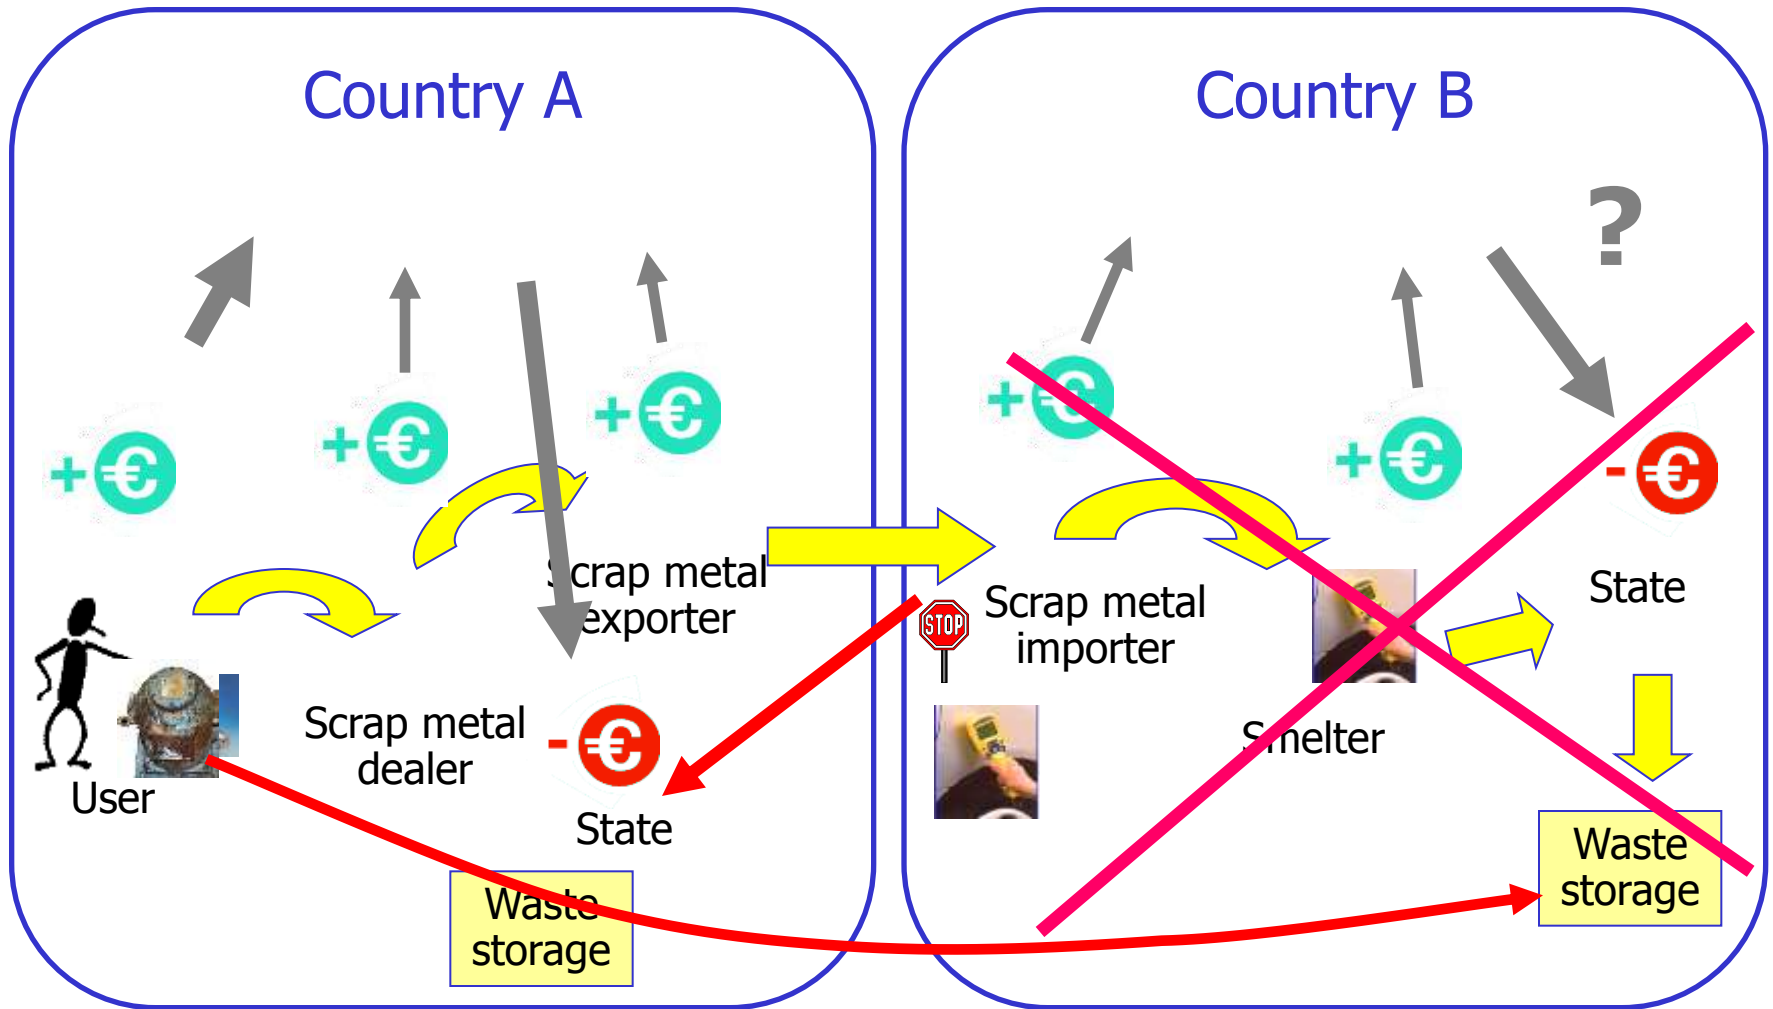 Country A
Country B
?
+€
+€
+€
+€
+€
-€
Scrap metal
exporter
State
STOP
Scrap metal
importer
Scrap metal
dealer
-€
Smelter
User
State
Waste
storage
Waste
storage